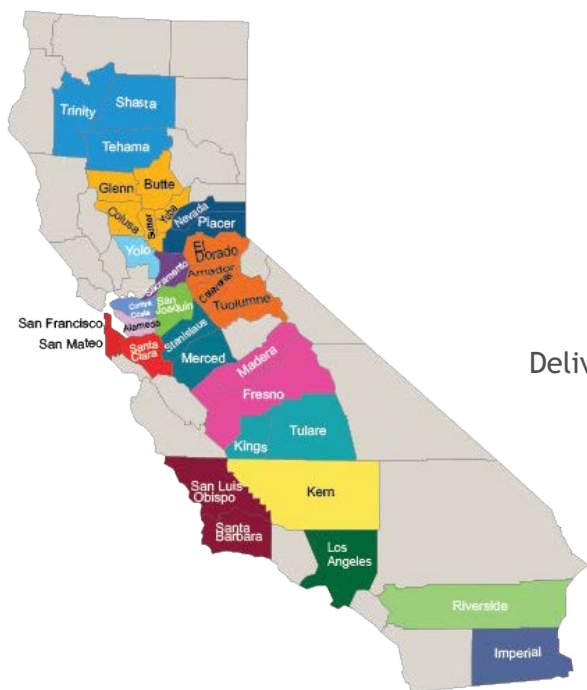 Trinity
Shasta
Tehama
Glenn
Butte
Colusa
Sutter
Yuba
Nevada
Placer
Yolo
El
Dorado
Sacramento
Amador
Calaveras
Tuolumne
Contra
Costa
San
Joaquin
Alameda
San Francisco
San Mateo
Santa
Clara
Stanislaus
Merced
Madera
Fresno
Kings
Tulare
San Luis
Obispo
Kern
Santa
Barbara
Los
Angeles
Riverside
Imperial
Deliv